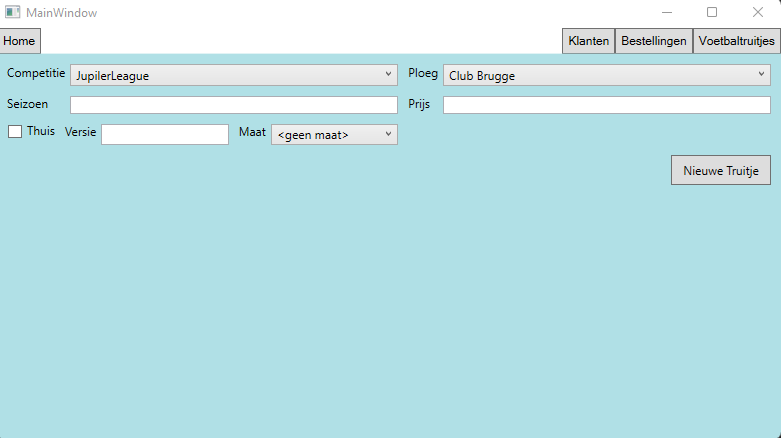 MainWindow
Home Klanten Bestellingen Voetbaltruitjes
Competitie JupilerLeague Ploeg Club Brugge
Seizoen Prijs
Thuis Versie Maat <geen maat>
Nieuwe Truitje